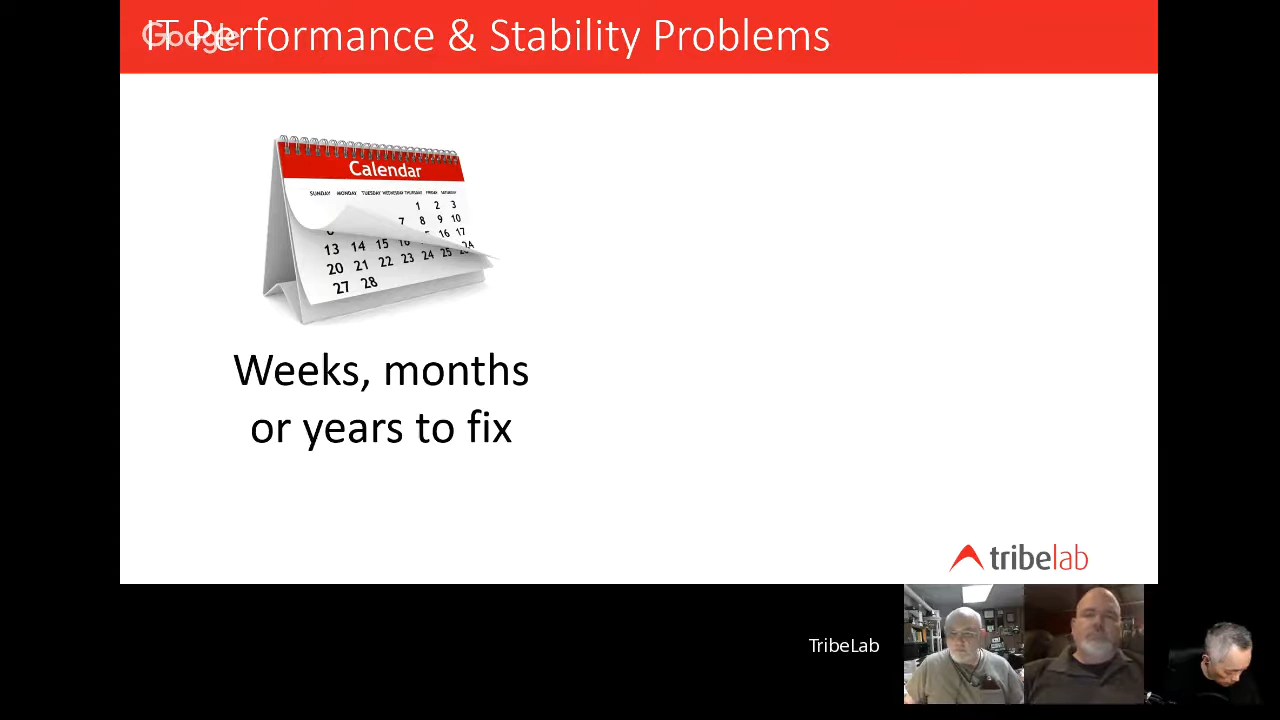 IT Performance & Stability Problems
Google
Calendar
SUNDAY MONDAY TUESDAY WEDNESDAY THURSDAY FRIDAY SATURDAY
1 2 3
7 8 9 10
16 17
13 14 15 16 24
20 21 22 23 24 25
27 28
Weeks, months
or years to fix
tribelab
TribeLab